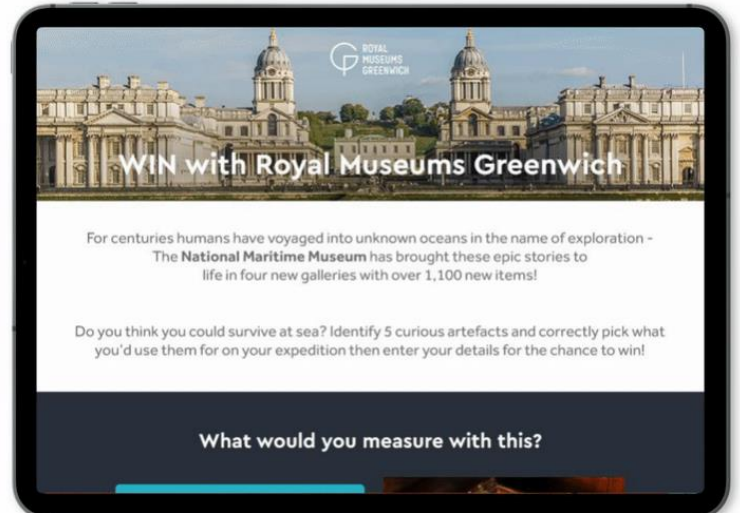 ROYAL
MUSEUMS
GREENWICH
WIN with Royal Museums Greenwich
For centuries humans have voyaged into unknown oceans in the name of exploration -
The National Maritime Museum has brought these epic stories to
life in four new galleries with over 1,100 new items!
Do you think you could survive at sea? Identify 5 curious artefacts and correctly pick what
you'd use them for on your expedition then enter your details for the chance to win!
What would you measure with this?